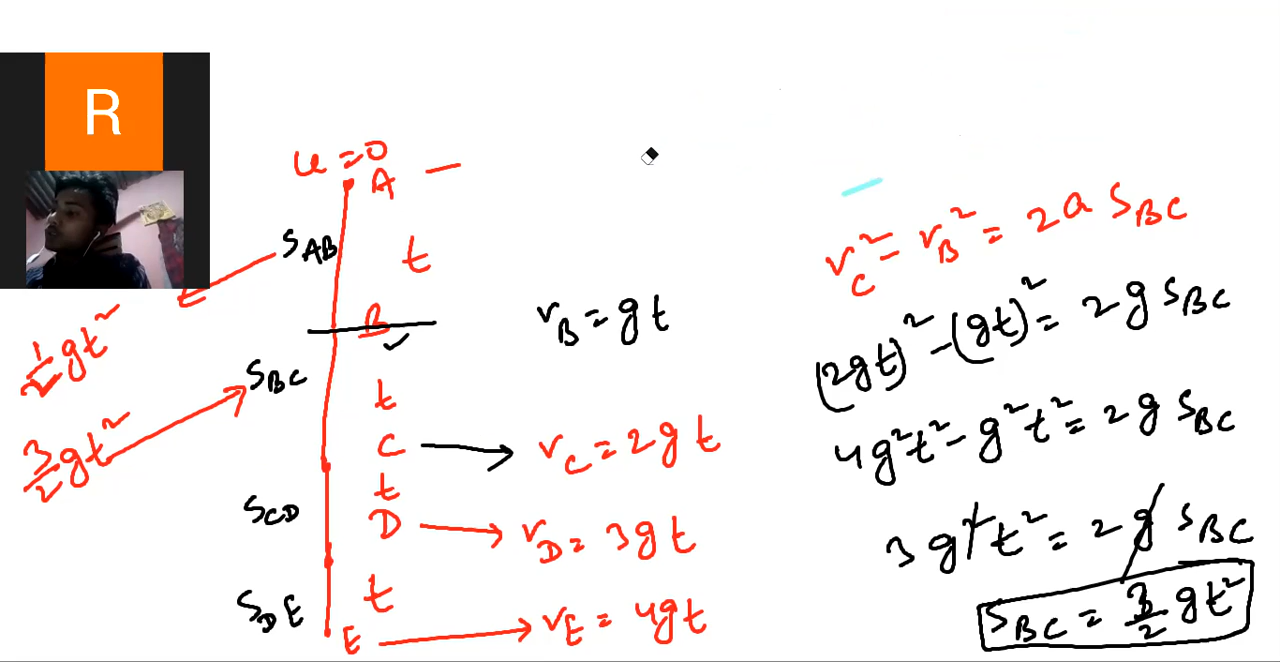 R
u = 0
A
S_AB
t
B
v_B = gt
1/2 gt²
S_BC
t
3/2 gt²
C
v_C = 2gt
t
S_CD
D
v_D = 3gt
t
S_DE
E
v_E = 4gt
v_C² - v_B² = 2a S_BC
(2gt)² - (gt)² = 2g S_BC
4g²t² - g²t² = 2g S_BC
3g²t² = 2g S_BC
S_BC = 3/2 gt²